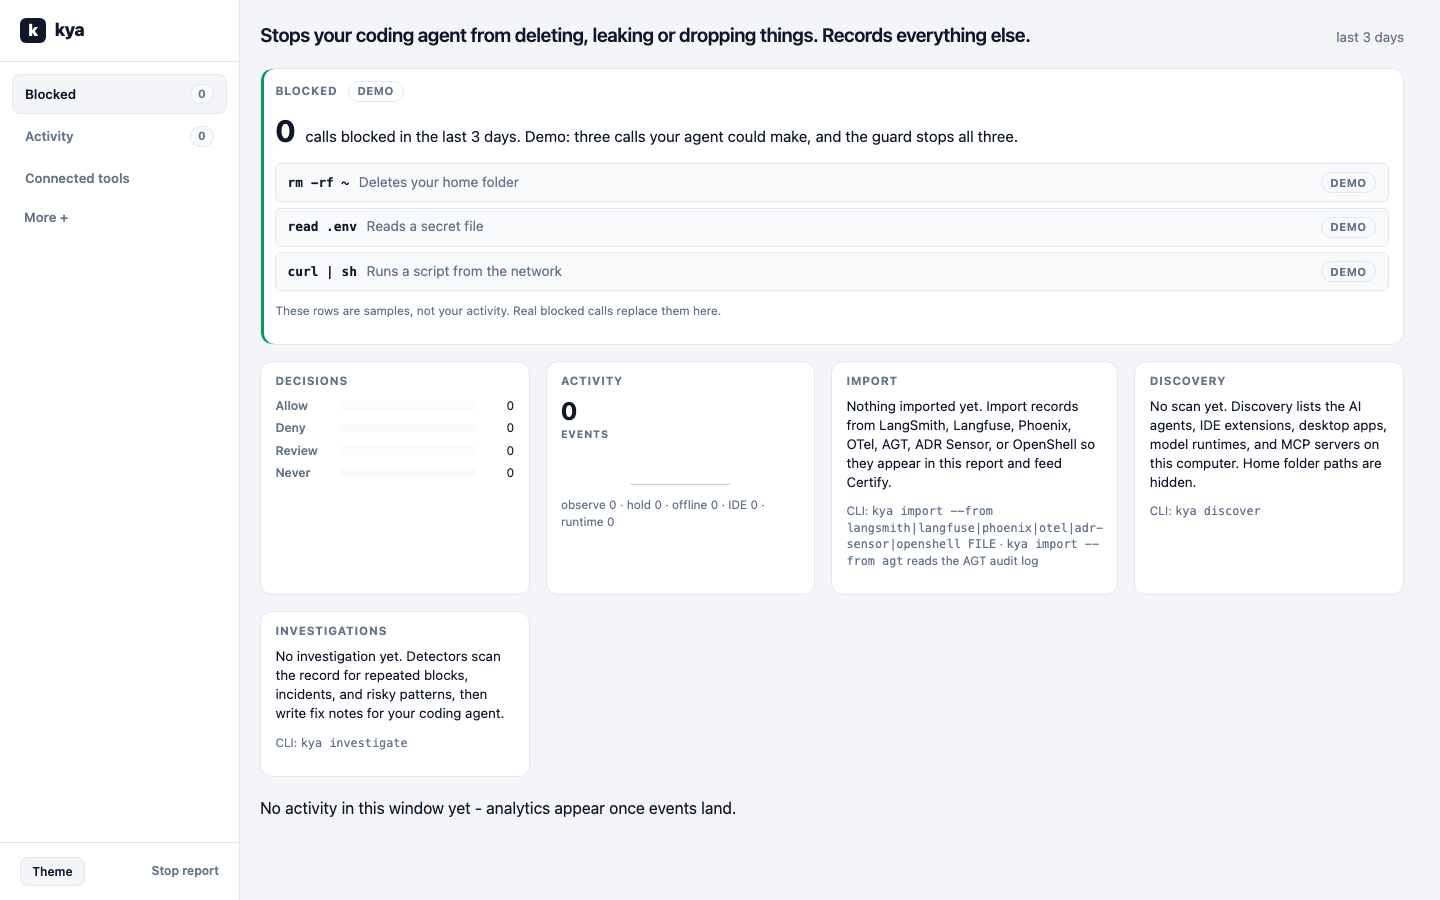 k kya
Blocked 0
Activity 0
Connected tools
More +
Theme
Stop report
Stops your coding agent from deleting, leaking or dropping things. Records everything else.
last 3 days
BLOCKED DEMO
0 calls blocked in the last 3 days. Demo: three calls your agent could make, and the guard stops all three.
rm -rf ~ Deletes your home folder DEMO
read .env Reads a secret file DEMO
curl | sh Runs a script from the network DEMO
These rows are samples, not your activity. Real blocked calls replace them here.
DECISIONS
Allow 0
Deny 0
Review 0
Never 0
ACTIVITY
0
EVENTS
observe 0 · hold 0 · offline 0 · IDE 0 ·
runtime 0
IMPORT
Nothing imported yet. Import records
from LangSmith, Langfuse, Phoenix,
OTel, AGT, ADR Sensor, or OpenShell so
they appear in this report and feed
Certify.
CLI: kya import --from
langsmith|langfuse|phoenix|otel|adr-
sensor|openshell FILE · kya import --
from agt reads the AGT audit log
DISCOVERY
No scan yet. Discovery lists the AI
agents, IDE extensions, desktop apps,
model runtimes, and MCP servers on
this computer. Home folder paths are
hidden.
CLI: kya discover
INVESTIGATIONS
No investigation yet. Detectors scan
the record for repeated blocks,
incidents, and risky patterns, then
write fix notes for your coding agent.
CLI: kya investigate
No activity in this window yet - analytics appear once events land.